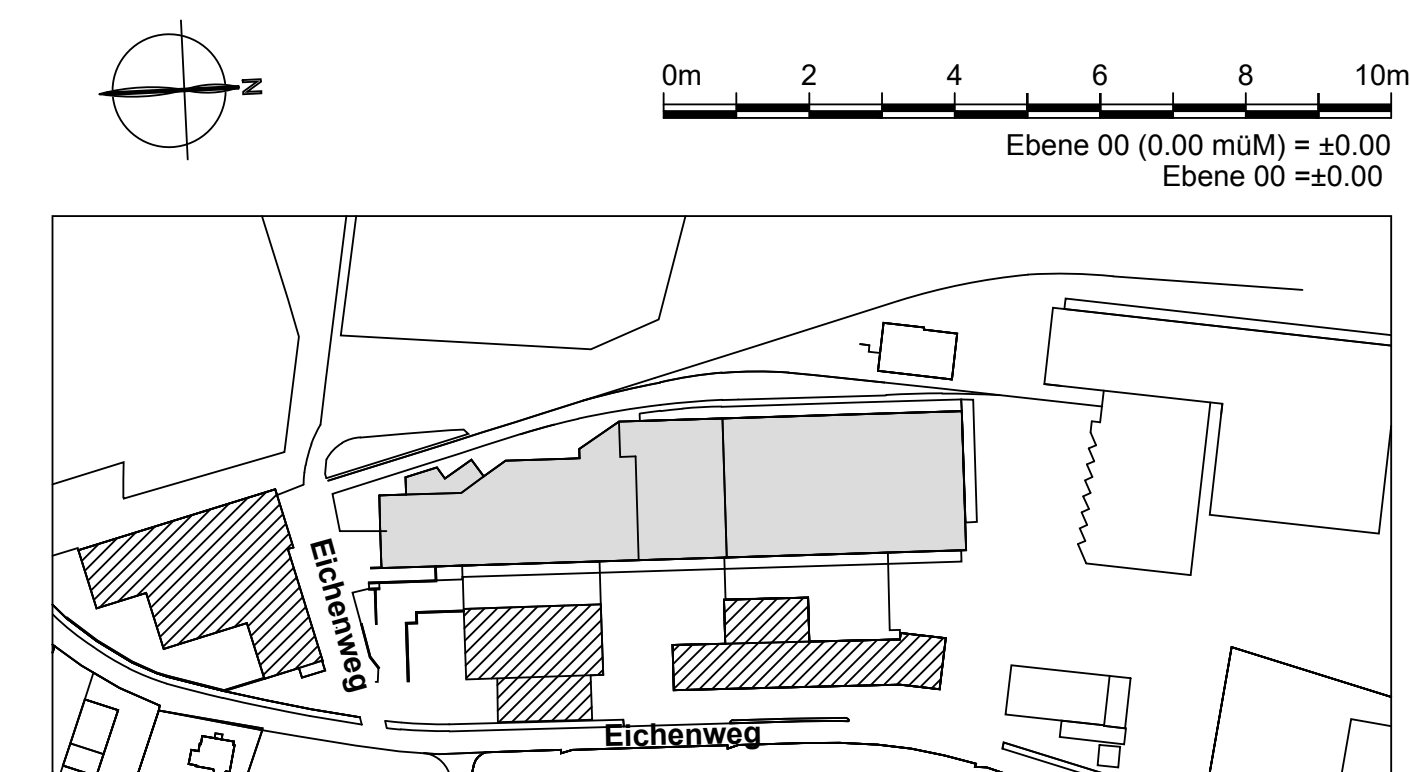 N
0m 2 4 6 8 10m
Ebene 00 (0.00 müM) = ±0.00
Ebene 00 =±0.00
Eichenweg
Eichenweg